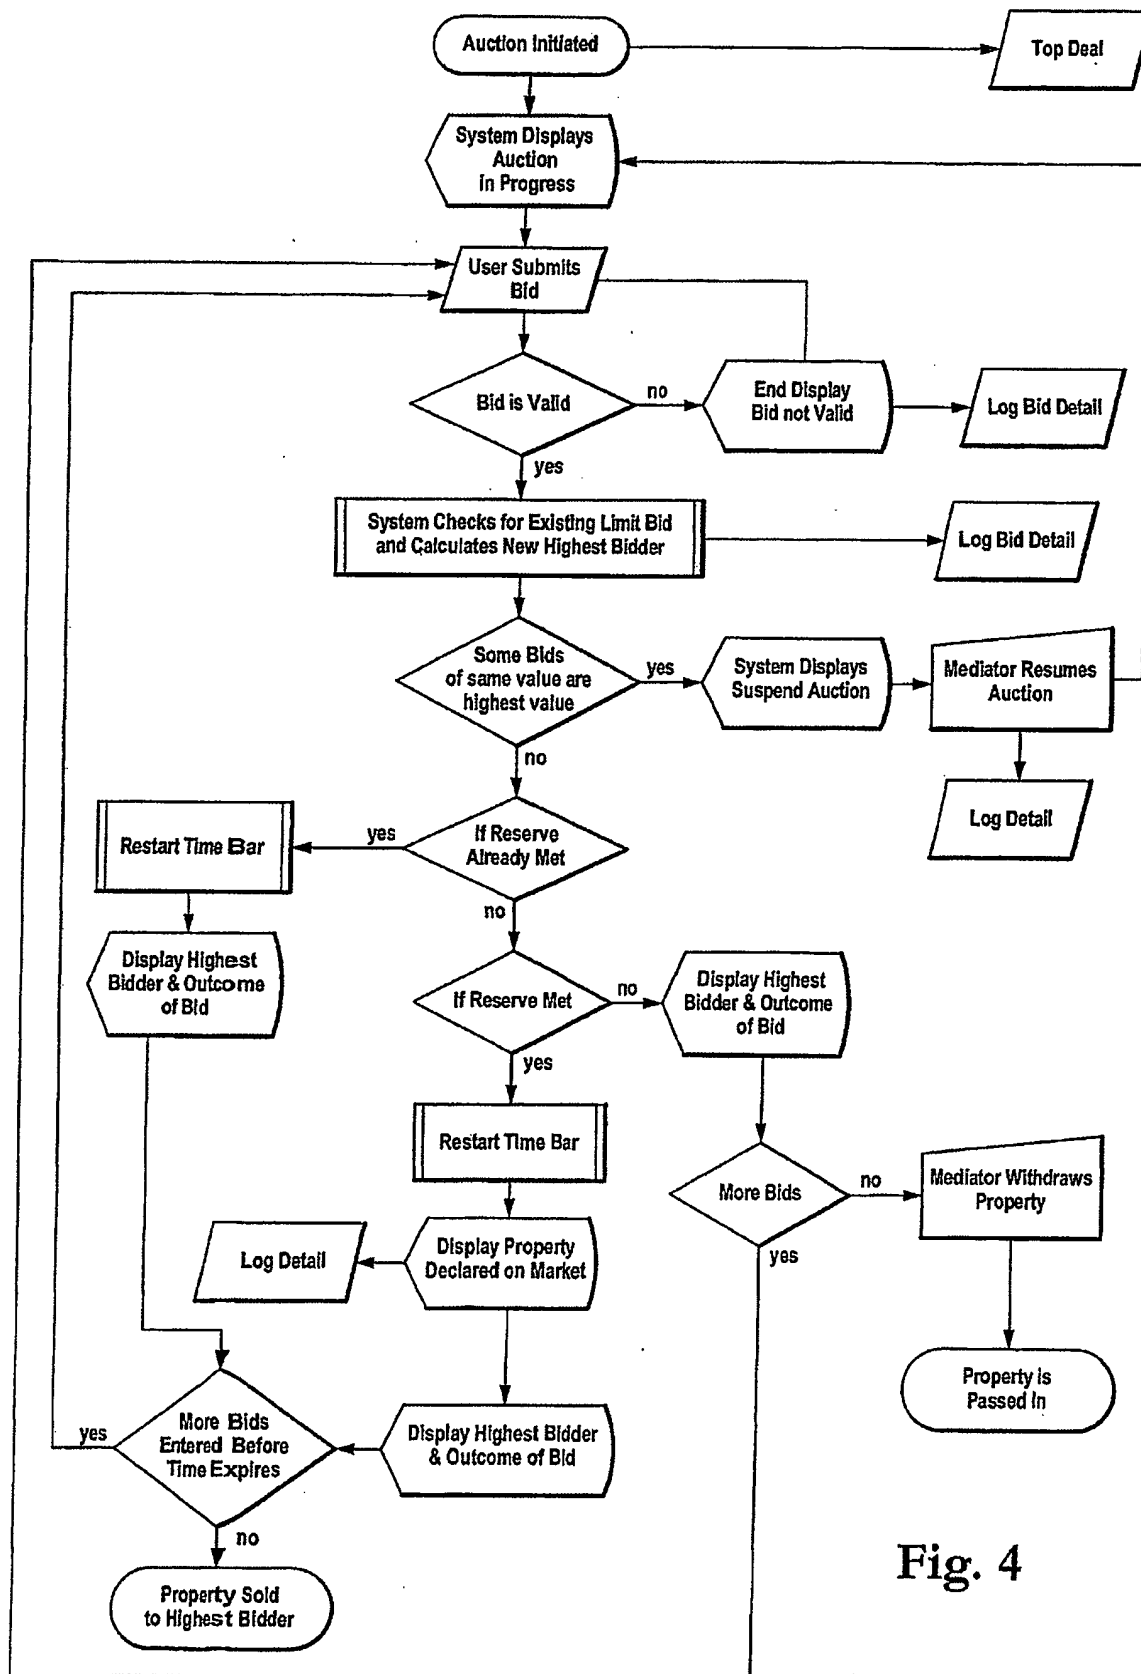 Auction Initiated
Top Deal
System Displays
Auction
in Progress
User Submits
Bid
Bid is Valid
no
End Display
Bid not Valid
Log Bid Detail
yes
System Checks for Existing Limit Bid
and Calculates New Highest Bidder
Log Bid Detail
Some Bids
of same value are
highest value
yes
System Displays
Suspend Auction
Mediator Resumes
Auction
no
Log Detail
If Reserve
Already Met
yes
Restart Time Bar
no
Display Highest
Bidder & Outcome
of Bid
If Reserve Met
no
Display Highest
Bidder & Outcome
of Bid
yes
Restart Time Bar
More Bids
no
Mediator Withdraws
Property
yes
Display Property
Declared on Market
Log Detail
Property is
Passed In
More Bids
Entered Before
Time Expires
yes
Display Highest Bidder
& Outcome of Bid
no
Property Sold
to Highest Bidder
Fig. 4